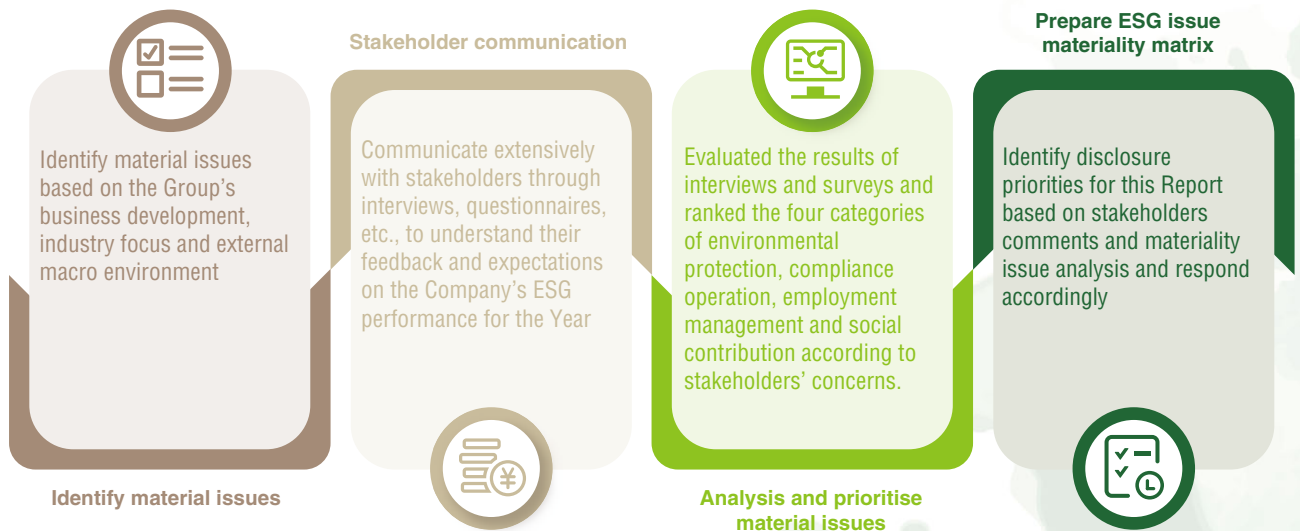 Identify material issues
based on the Group's
business development,
industry focus and external
macro environment
Identify material issues
Stakeholder communication
Communicate extensively
with stakeholders through
interviews, questionnaires,
etc., to understand their
feedback and expectations
on the Company's ESG
performance for the Year
¥
Evaluated the results of
interviews and surveys and
ranked the four categories
of environmental
protection, compliance
operation, employment
management and social
contribution according to
stakeholders' concerns.
Analysis and prioritise
material issues
Prepare ESG issue
materiality matrix
Identify disclosure
priorities for this Report
based on stakeholders
comments and materiality
issue analysis and respond
accordingly